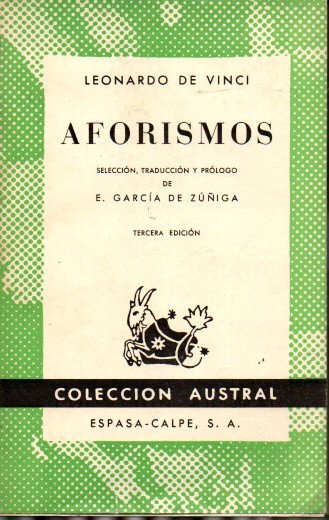 LEONARDO DE VINCI
AFORISMOS
SELECCIÓN, TRADUCCIÓN Y PRÓLOGO
DE
E. GARCÍA DE ZÚÑIGA
TERCERA EDICIÓN
COLECCION AUSTRAL
ESPASA-CALPE, S. A.